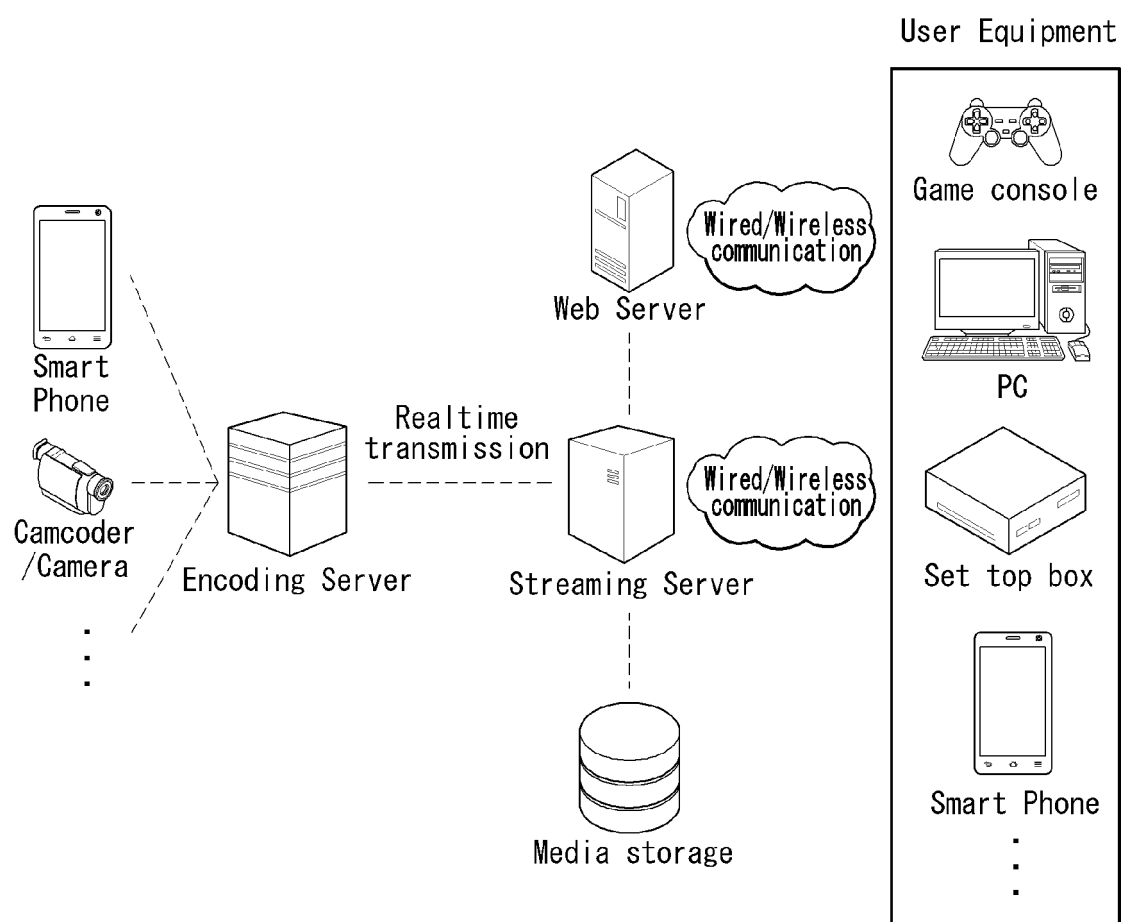 User Equipment
Game console
Wired/Wireless
communication
Web Server
Smart
Phone
PC
Realtime
transmission
Wired/Wireless
communication
Camcoder
/Camera
Encoding Server
Streaming Server
Set top box
Smart Phone
Media storage